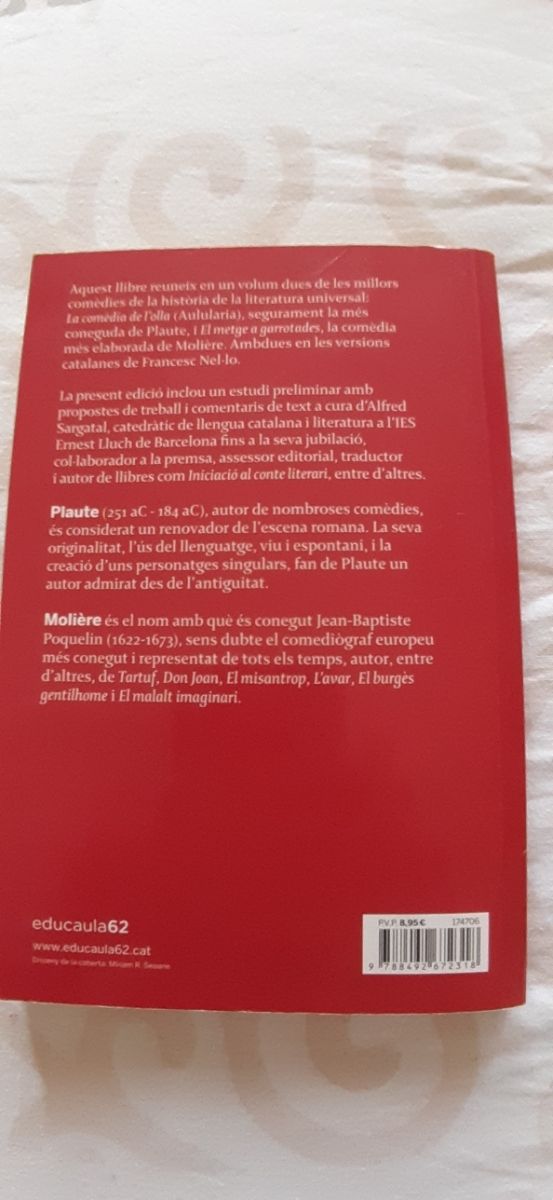 Aquest llibre reuneix en un volum dues de les millors
comèdies de la història de la literatura universal:
La comèdia de l'olla (Aulularia), segurament la més
coneguda de Plaute, i El metge a garrotades, la comèdia
més elaborada de Molière. Ambdues en les versions
catalanes de Francesc Nel·lo.
La present edició inclou un estudi preliminar amb
propostes de treball i comentaris de text a cura d'Alfred
Sargatal, catedràtic de llengua catalana i literatura a l'IES
Ernest Lluch de Barcelona fins a la seva jubilació,
col·laborador a la premsa, assessor editorial, traductor
i autor de llibres com Iniciació al conte literari, entre d'altres.
Plaute (251 aC - 184 aC), autor de nombroses comèdies,
és considerat un renovador de l'escena romana. La seva
originalitat, l'ús del llenguatge, viu i espontani, i la
creació d'uns personatges singulars, fan de Plaute un
autor admirat des de l'antiguitat.
Molière és el nom amb què és conegut Jean-Baptiste
Poquelin (1622-1673), sens dubte el comediògraf europeu
més conegut i representat de tots els temps, autor, entre
d'altres, de Tartuf, Don Joan, El misantrop, L'avar, El burgès
gentilhome i El malalt imaginari.
educaula62
www.educaula62.cat
Disseny de la coberta: Miriam R. Seoane
P.V.P. 8,95 € 174706
9 788492 672318